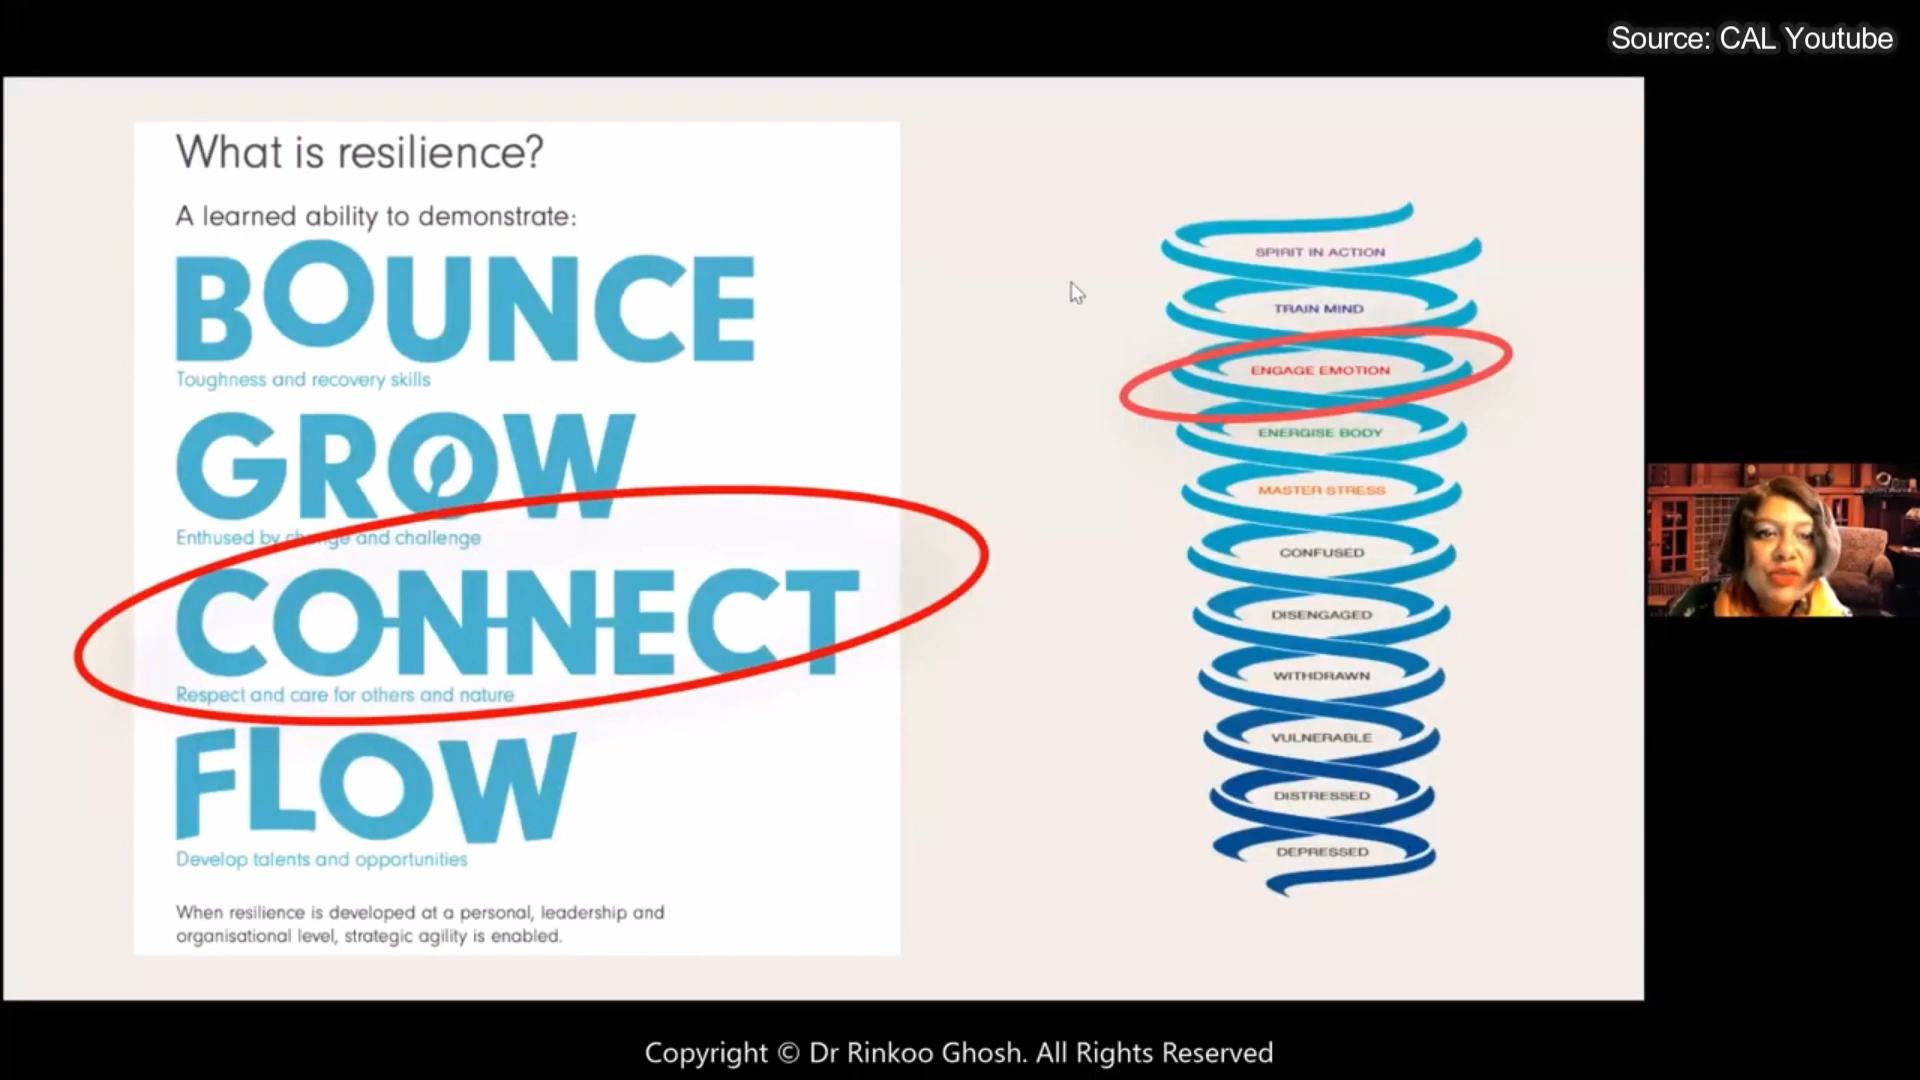 Source: CAL Youtube
What is resilience?
A learned ability to demonstrate:
BOUNCE
Toughness and recovery skills
GROW
Enthused by change and challenge
CONNECT
Respect and care for others and nature
FLOW
Develop talents and opportunities
When resilience is developed at a personal, leadership and
organisational level, strategic agility is enabled.
SPIRIT IN ACTION
TRAIN MIND
ENGAGE EMOTION
ENERGISE BODY
MASTER STRESS
CONFUSED
DISENGAGED
WITHDRAWN
VULNERABLE
DISTRESSED
DEPRESSED
Copyright © Dr Rinkoo Ghosh. All Rights Reserved